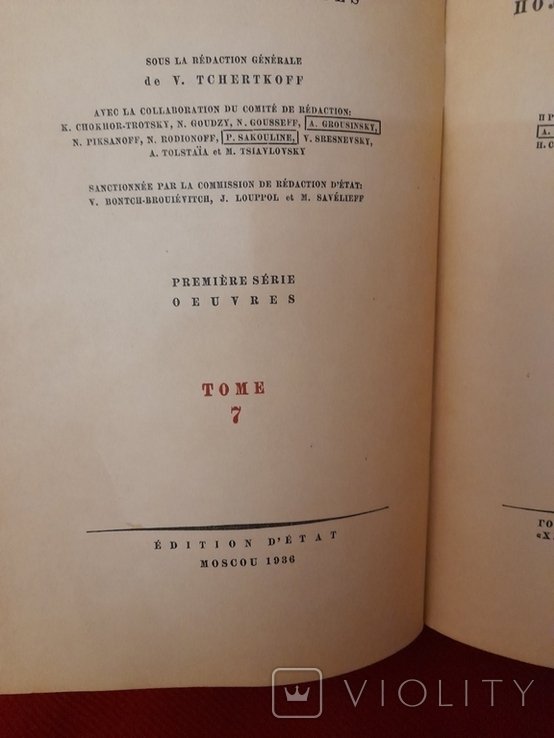 SOUS LA RÉDACTION GÉNÉRALE
de V. TCHERTKOFF
AVEC LA COLLABORATION DU COMITÉ DE RÉDACTION:
K. CHOKHOR-TROTSKY, N. GOUDZY, N. GOUSSEFF, A. GROUSINSKY,
N. PIKSANOFF, N. RODIONOFF, P. SAKOULINE, V. SRESNEVSKY,
A. TOLSTAÏA et M. TSIAVLOVSKY
SANCTIONNÉE PAR LA COMMISSION DE RÉDACTION D'ÉTAT:
V. BONTCH-BROUIÉVITCH, J. LOUPPOL et M. SAVÉLIEFF
PREMIÈRE SÉRIE
OEUVRES
TOME
7
ÉDITION D'ÉTAT
MOSCOU 1936
VIOLITY